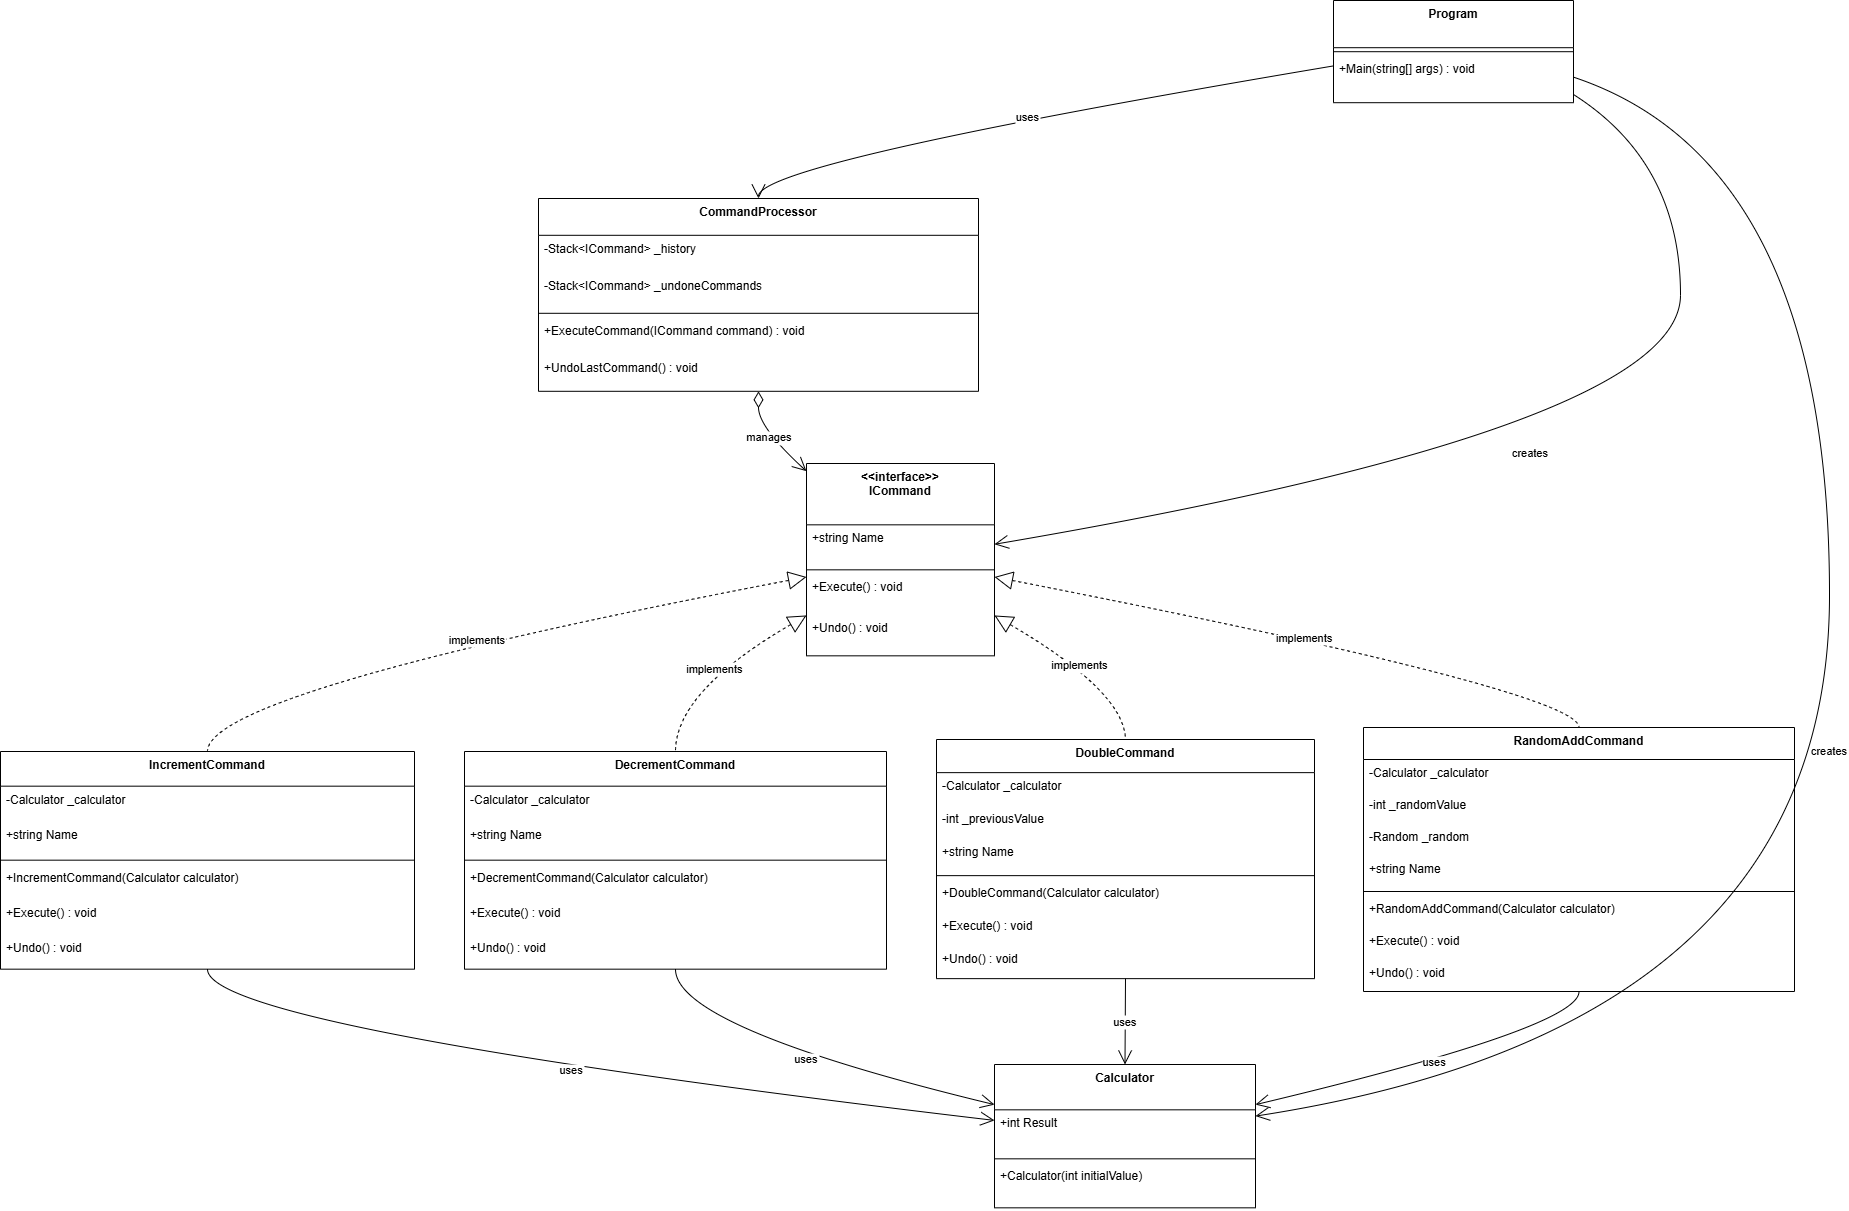 Program
+Main(string[] args) : void
uses
CommandProcessor
-Stack<ICommand> _history
-Stack<ICommand> _undoneCommands
+ExecuteCommand(ICommand command) : void
+UndoLastCommand() : void
manages
creates
<<interface>>
ICommand
+string Name
+Execute() : void
+Undo() : void
implements
implements
implements
implements
IncrementCommand
-Calculator _calculator
+string Name
+IncrementCommand(Calculator calculator)
+Execute() : void
+Undo() : void
DecrementCommand
-Calculator _calculator
+string Name
+DecrementCommand(Calculator calculator)
+Execute() : void
+Undo() : void
DoubleCommand
-Calculator _calculator
-int _previousValue
+string Name
+DoubleCommand(Calculator calculator)
+Execute() : void
+Undo() : void
RandomAddCommand
-Calculator _calculator
-int _randomValue
-Random _random
+string Name
+RandomAddCommand(Calculator calculator)
+Execute() : void
+Undo() : void
creates
uses
uses
uses
uses
Calculator
+int Result
+Calculator(int initialValue)